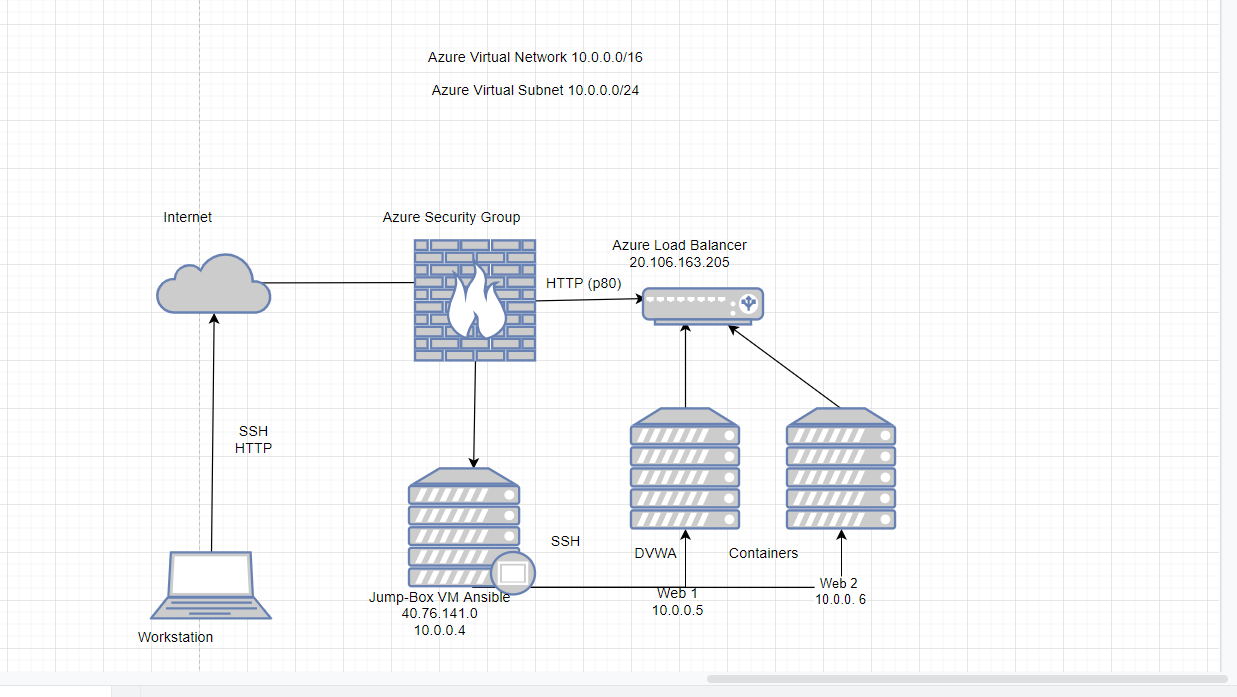 Azure Virtual Network 10.0.0.0/16
Azure Virtual Subnet 10.0.0.0/24
Internet
Azure Security Group
Azure Load Balancer
20.106.163.205
HTTP (p80)
SSH
HTTP
SSH
DVWA
Containers
Jump-Box VM Ansible
40.76.141.0
10.0.0.4
Web 1
10.0.0.5
Web 2
10.0.0. 6
Workstation